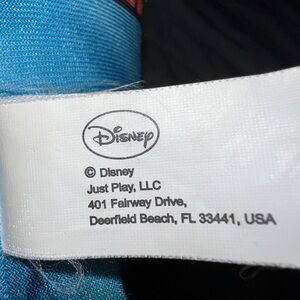 Disney
© Disney
Just Play, LLC
401 Fairway Drive,
Deerfield Beach, FL 33441, USA